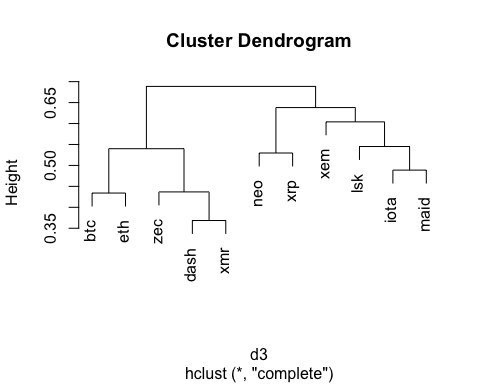 Cluster Dendrogram
Height
0.65
0.50
0.35
btc
eth
zec
dash
xmr
neo
xrp
xem
lsk
iota
maid
d3
hclust (*, "complete")